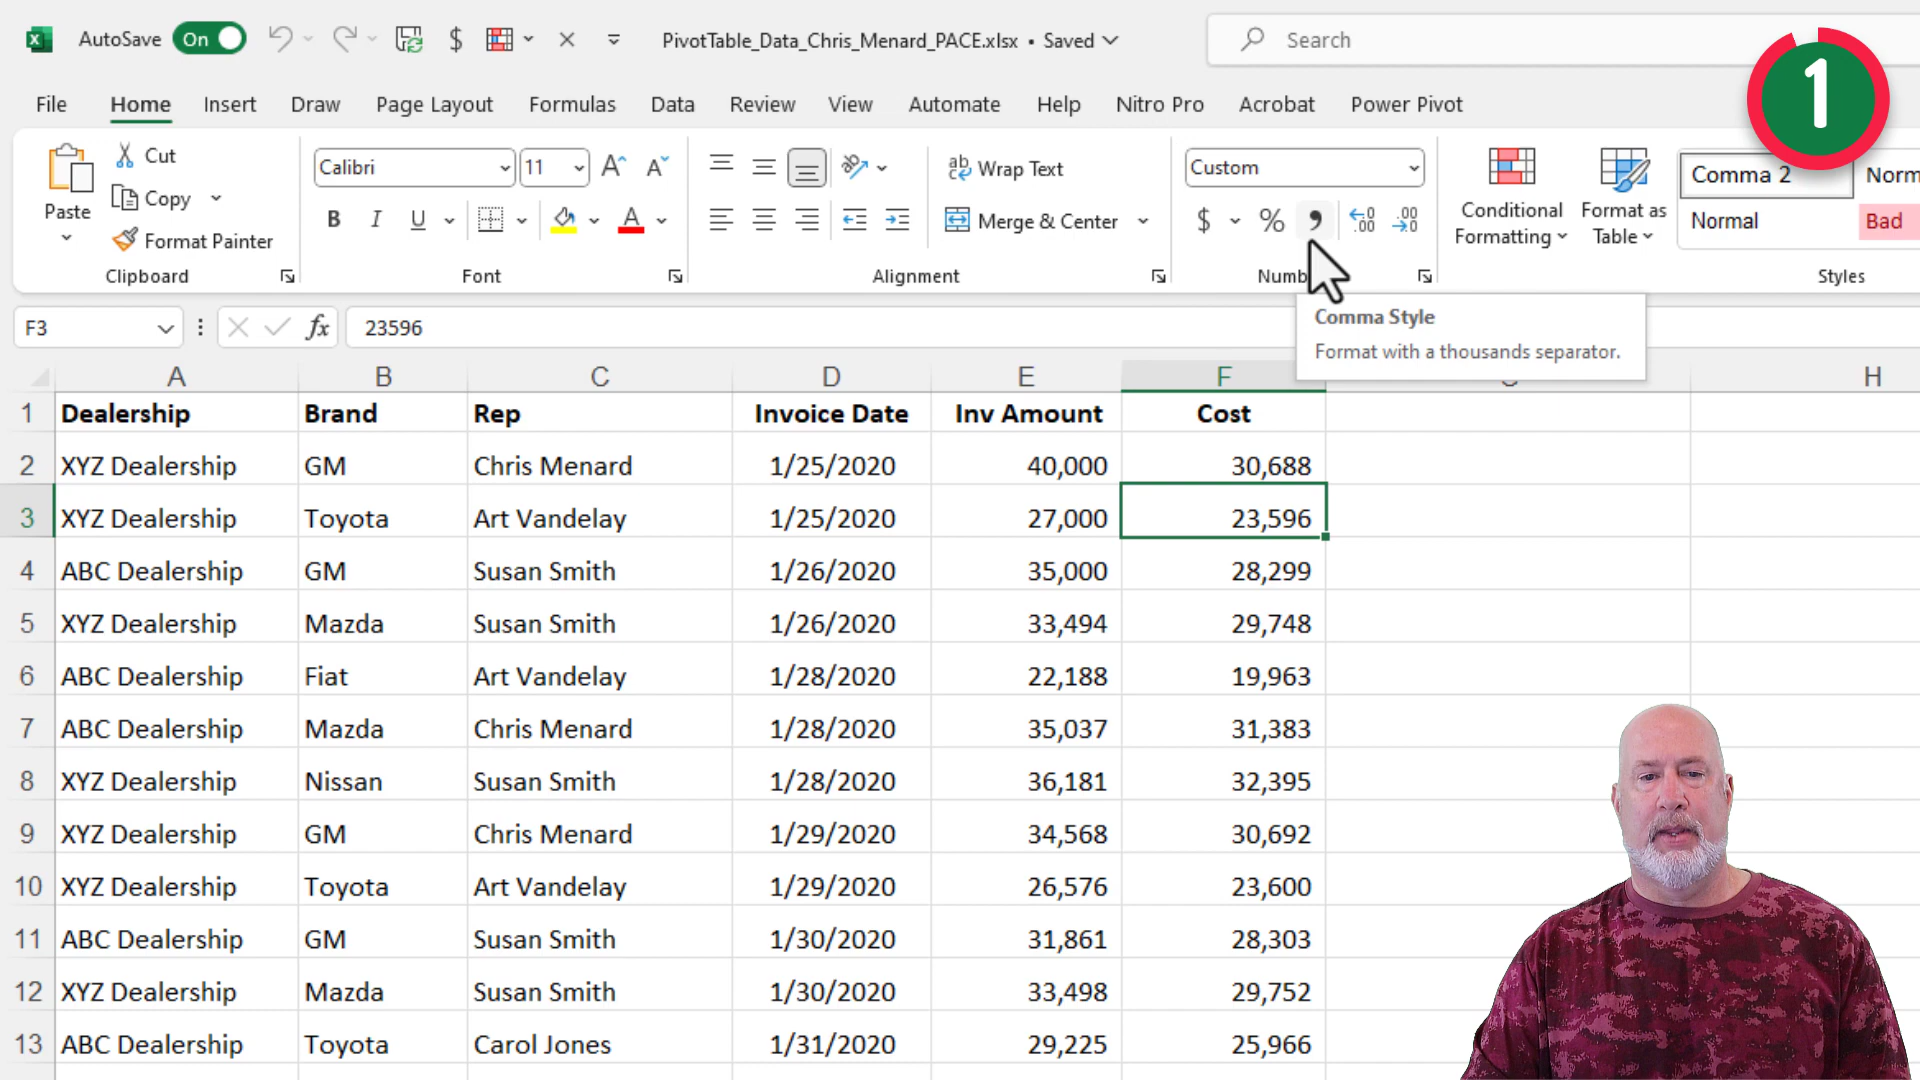 AutoSave On $ PivotTable_Data_Chris_Menard_PACE.xlsx • Saved Search
1
File Home Insert Draw Page Layout Formulas Data Review View Automate Help Nitro Pro Acrobat Power Pivot
Paste
Cut
Copy
Format Painter
Clipboard
Calibri 11
B I U A
Font
ab Wrap Text
Merge & Center
Alignment
Custom
$ % , .00
Numb
Conditional Formatting
Format as Table
Comma 2 Norm
Normal Bad
Styles
Comma Style
Format with a thousands separator.
F3 fx 23596
A B C D E F H
1 Dealership Brand Rep Invoice Date Inv Amount Cost
2 XYZ Dealership GM Chris Menard 1/25/2020 40,000 30,688
3 XYZ Dealership Toyota Art Vandelay 1/25/2020 27,000 23,596
4 ABC Dealership GM Susan Smith 1/26/2020 35,000 28,299
5 XYZ Dealership Mazda Susan Smith 1/26/2020 33,494 29,748
6 ABC Dealership Fiat Art Vandelay 1/28/2020 22,188 19,963
7 ABC Dealership Mazda Chris Menard 1/28/2020 35,037 31,383
8 XYZ Dealership Nissan Susan Smith 1/28/2020 36,181 32,395
9 XYZ Dealership GM Chris Menard 1/29/2020 34,568 30,692
10 XYZ Dealership Toyota Art Vandelay 1/29/2020 26,576 23,600
11 ABC Dealership GM Susan Smith 1/30/2020 31,861 28,303
12 XYZ Dealership Mazda Susan Smith 1/30/2020 33,498 29,752
13 ABC Dealership Toyota Carol Jones 1/31/2020 29,225 25,966